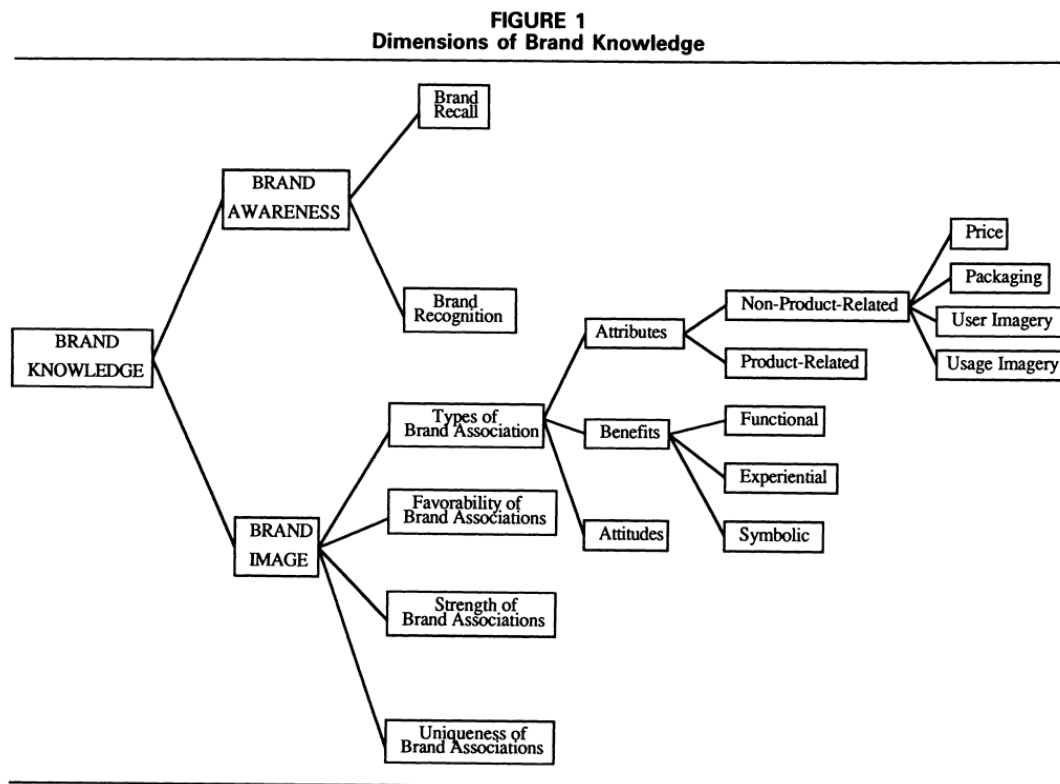 FIGURE 1
Dimensions of Brand Knowledge
Brand
Recall
BRAND
AWARENESS
Brand
Recognition
BRAND
KNOWLEDGE
BRAND
IMAGE
Types of
Brand Association
Favorability of
Brand Associations
Strength of
Brand Associations
Uniqueness of
Brand Associations
Attributes
Benefits
Attitudes
Non-Product-Related
Product-Related
Functional
Experiential
Symbolic
Price
Packaging
User Imagery
Usage Imagery